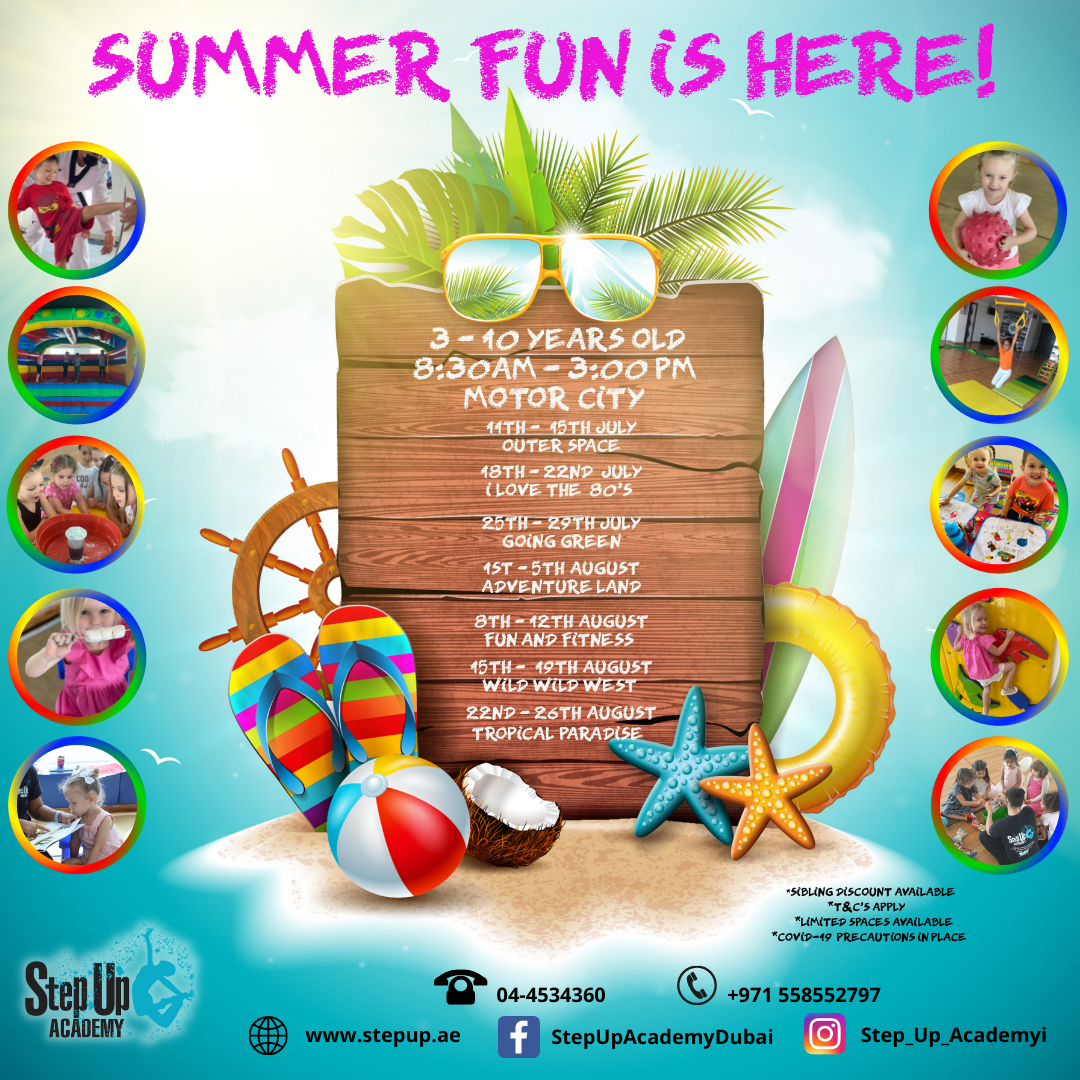 SUMMER FUN iS HERE!
3 - 10 YEARS OLD
8:30AM - 3:00 PM
MOTOR CiTY
11TH - 15TH JULY
OUTER SPACE
18TH - 22ND JULY
i LOVE THE 80'S
25TH - 29TH JULY
GOiNG GREEN
1ST - 5TH AUGUST
ADVENTURE LAND
8TH - 12TH AUGUST
FUN AND FiTNESS
15TH - 19TH AUGUST
WiLD WiLD WEST
22ND - 26TH AUGUST
TROPiCAL PARADiSE
*SiBLiNG DiSCOUNT AVAiLABLE
*T&C'S APPLY
*LiMiTED SPACES AVAiLABLE
*COViD-19 PRECAUTiONS iN PLACE
Step Up
ACADEMY
04-4534360
+971 558552797
www.stepup.ae
StepUpAcademyDubai
Step_Up_Academyi